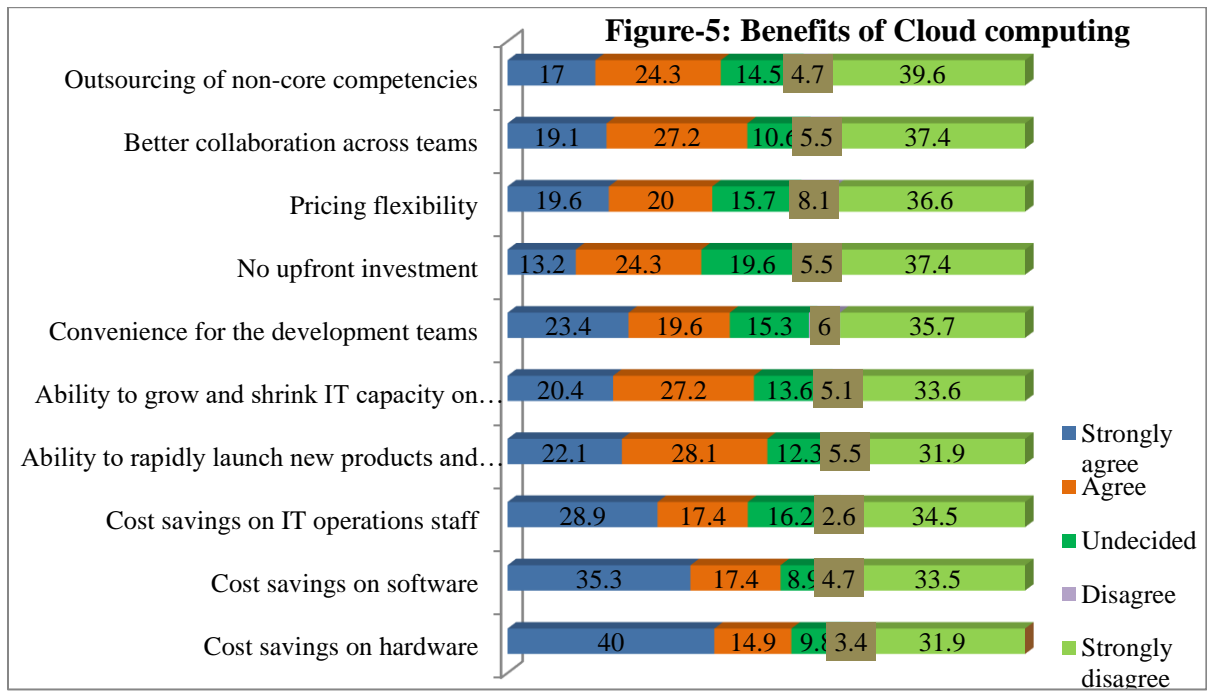 Figure-5: Benefits of Cloud computing
Outsourcing of non-core competencies 17 24.3 14.5 4.7 39.6
Better collaboration across teams 19.1 27.2 10.6 5.5 37.4
Pricing flexibility 19.6 20 15.7 8.1 36.6
No upfront investment 13.2 24.3 19.6 5.5 37.4
Convenience for the development teams 23.4 19.6 15.3 6 35.7
Ability to grow and shrink IT capacity on… 20.4 27.2 13.6 5.1 33.6
Ability to rapidly launch new products and… 22.1 28.1 12.3 5.5 31.9
Cost savings on IT operations staff 28.9 17.4 16.2 2.6 34.5
Cost savings on software 35.3 17.4 8.9 4.7 33.5
Cost savings on hardware 40 14.9 9.8 3.4 31.9
Strongly
agree
Agree
Undecided
Disagree
Strongly
disagree